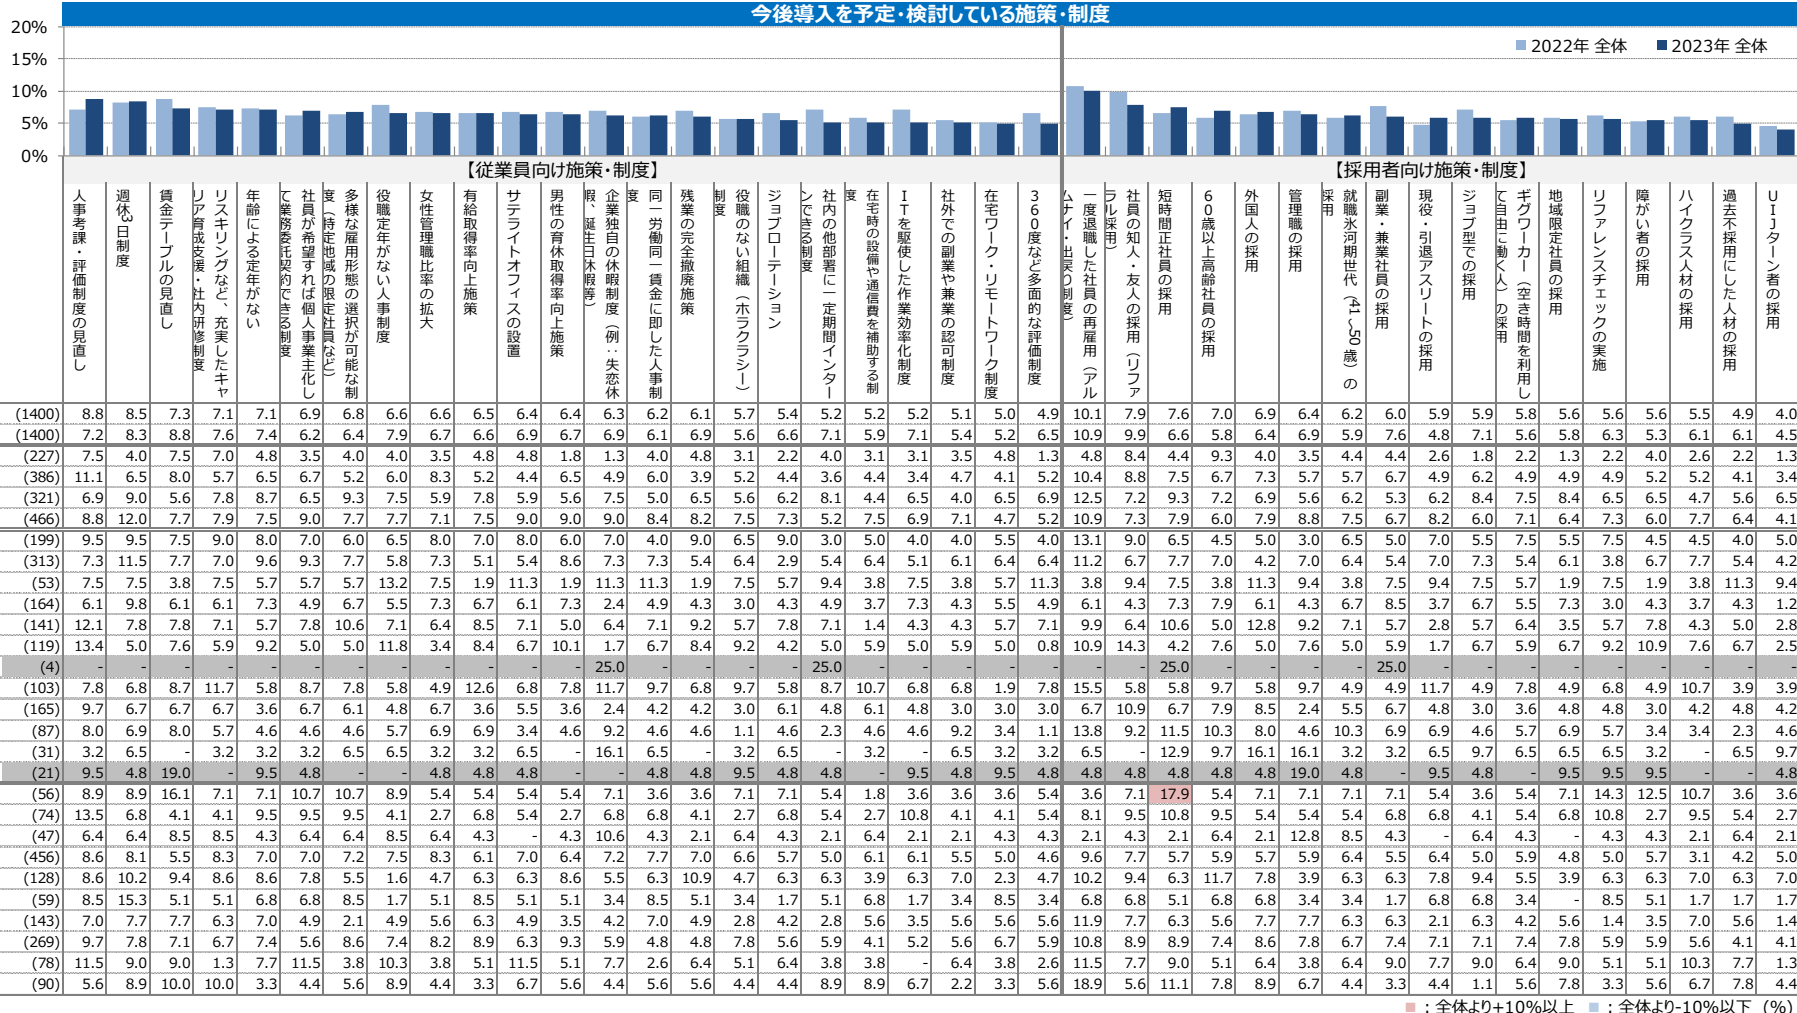 今後導入を予定・検討している施策・制度
20%
15%
10%
5%
0%
2022年 全体 2023年 全体
【従業員向け施策・制度】 【採用者向け施策・制度】
人事考課・評価制度の見直し
週休3日制度
賃金テーブルの見直し
リスキリングなど、充実したキャ
リア育成支援・社内研修制度
年齢による定年がない
社員が希望すれば個人事業主化し
て業務委託契約できる制度
多様な雇用形態の選択が可能な制
度（特定地域の限定社員など）
役職定年がない人事制度
女性管理職比率の拡大
有給取得率向上施策
サテライトオフィスの設置
男性の育休取得率向上施策
企業独自の休暇制度（例：失恋休
暇、誕生日休暇等）
同一労働同一賃金に即した人事制
度
残業の完全撤廃施策
役職のない組織（ホラクラシー）
制度
ジョブローテーション
社内の他部署に一定期間インター
ンできる制度
在宅時の設備や通信費を補助する制
度
ITを駆使した作業効率化制度
社外での副業や兼業の認可制度
在宅ワーク・リモートワーク制度
360度など多面的な評価制度
一度退職した社員の再雇用（アル
ムナイ・出戻り制度）
社員の知人・友人の採用（リファ
ラル採用）
短時間正社員の採用
60歳以上高齢社員の採用
外国人の採用
管理職の採用
就職氷河期世代（41～50歳）の
採用
副業・兼業社員の採用
現役・引退アスリートの採用
ジョブ型での採用
ギグワーカー（空き時間を利用し
て自由に働く人）の採用
地域限定社員の採用
リファレンスチェックの実施
障がい者の採用
ハイクラス人材の採用
過去不採用にした人材の採用
UIJターン者の採用
(1400) 8.8 8.5 7.3 7.1 7.1 6.9 6.8 6.6 6.6 6.5 6.4 6.4 6.3 6.2 6.1 5.7 5.4 5.2 5.2 5.2 5.1 5.0 4.9 10.1 7.9 7.6 7.0 6.9 6.4 6.2 6.0 5.9 5.9 5.8 5.6 5.6 5.6 5.5 4.9 4.0
(1400) 7.2 8.3 8.8 7.6 7.4 6.2 6.4 7.9 6.7 6.6 6.9 6.7 6.9 6.1 6.9 5.6 6.6 7.1 5.9 7.1 5.4 5.2 6.5 10.9 9.9 6.6 5.8 6.4 6.9 5.9 7.6 4.8 7.1 5.6 5.8 6.3 5.3 6.1 6.1 4.5
(227) 7.5 4.0 7.5 7.0 4.8 3.5 4.0 4.0 3.5 4.8 4.8 1.8 1.3 4.0 4.8 3.1 2.2 4.0 3.1 3.1 3.5 4.8 1.3 4.8 8.4 4.4 9.3 4.0 3.5 4.4 4.4 2.6 1.8 2.2 1.3 2.2 4.0 2.6 2.2 1.3
(386) 11.1 6.5 8.0 5.7 6.5 6.7 5.2 6.0 8.3 5.2 4.4 6.5 4.9 6.0 3.9 5.2 4.4 3.6 4.4 3.4 4.7 4.1 5.2 10.4 8.8 7.5 6.7 7.3 5.7 5.7 6.7 4.9 6.2 4.9 4.9 4.9 5.2 5.2 4.1 3.4
(321) 6.9 9.0 5.6 7.8 8.7 6.5 9.3 7.5 5.9 7.8 5.9 5.6 7.5 5.0 6.5 5.6 6.2 8.1 4.4 6.5 4.0 6.5 6.9 12.5 7.2 9.3 7.2 6.9 5.6 6.2 5.3 6.2 8.4 7.5 8.4 6.5 6.5 4.7 5.6 6.5
(466) 8.8 12.0 7.7 7.9 7.5 9.0 7.7 7.7 7.1 7.5 9.0 9.0 9.0 8.4 8.2 7.5 7.3 5.2 7.5 6.9 7.1 4.7 5.2 10.9 7.3 7.9 6.0 7.9 8.8 7.5 6.7 8.2 6.0 7.1 6.4 7.3 6.0 7.7 6.4 4.1
(199) 9.5 9.5 7.5 9.0 8.0 7.0 6.0 6.5 8.0 7.0 8.0 6.0 7.0 4.0 9.0 6.5 9.0 3.0 5.0 4.0 4.0 5.5 4.0 13.1 9.0 6.5 4.5 5.0 3.0 6.5 5.0 7.0 5.5 7.5 5.5 7.5 4.5 4.5 4.0 5.0
(313) 7.3 11.5 7.7 7.0 9.6 9.3 7.7 5.8 7.3 5.1 5.4 8.6 7.3 7.3 5.4 6.4 2.9 5.4 6.4 5.1 6.1 6.4 6.4 11.2 6.7 7.7 7.0 4.2 7.0 6.4 5.4 7.0 7.3 5.4 6.1 3.8 6.7 7.7 5.4 4.2
(53) 7.5 7.5 3.8 7.5 5.7 5.7 5.7 13.2 7.5 1.9 11.3 1.9 11.3 11.3 1.9 7.5 5.7 9.4 3.8 7.5 3.8 5.7 11.3 3.8 9.4 7.5 3.8 11.3 9.4 3.8 7.5 9.4 7.5 5.7 1.9 7.5 1.9 3.8 11.3 9.4
(164) 6.1 9.8 6.1 6.1 7.3 4.9 6.7 5.5 7.3 6.7 6.1 7.3 2.4 4.9 4.3 3.0 4.3 4.9 3.7 7.3 4.3 5.5 4.9 6.1 4.3 7.3 7.9 6.1 4.3 6.7 8.5 3.7 6.7 5.5 7.3 3.0 4.3 3.7 4.3 1.2
(141) 12.1 7.8 7.8 7.1 5.7 7.8 10.6 7.1 6.4 8.5 7.1 5.0 6.4 7.1 9.2 5.7 7.8 7.1 1.4 4.3 4.3 5.7 7.1 9.9 6.4 10.6 5.0 12.8 9.2 7.1 5.7 2.8 5.7 6.4 3.5 5.7 7.8 4.3 5.0 2.8
(119) 13.4 5.0 7.6 5.9 4.2 9.2 5.0 5.0 11.8 3.4 8.4 6.7 10.1 1.7 6.7 8.4 9.2 4.2 5.0 5.9 5.0 5.9 5.0 0.8 10.9 14.3 4.2 7.6 5.0 7.6 5.0 5.9 1.7 6.7 5.9 6.7 9.2 10.9 7.6 6.7 2.5
(4) - - - - - - - - - - - - 25.0 - - - - 25.0 - - - - - - - 25.0 - - - - 25.0 - - - - - - - - -
(103) 7.8 6.8 8.7 11.7 5.8 8.7 7.8 5.8 4.9 12.6 6.8 7.8 11.7 9.7 6.8 9.7 5.8 8.7 10.7 6.8 6.8 1.9 7.8 15.5 5.8 5.8 9.7 5.8 9.7 4.9 4.9 11.7 4.9 7.8 4.9 6.8 4.9 10.7 3.9 3.9
(165) 9.7 6.7 6.7 6.7 3.6 6.7 6.1 4.8 6.7 3.6 5.5 3.6 2.4 4.2 4.2 3.0 6.1 4.8 6.1 4.8 3.0 3.0 3.0 6.7 10.9 6.7 7.9 8.5 2.4 5.5 6.7 4.8 3.0 3.6 4.8 4.8 3.0 4.2 4.8 4.2
(87) 8.0 6.9 8.0 5.7 4.6 4.6 4.6 5.7 6.9 6.9 3.4 4.6 9.2 4.6 4.6 1.1 4.6 2.3 4.6 4.6 9.2 3.4 1.1 13.8 9.2 11.5 10.3 8.0 4.6 10.3 6.9 6.9 4.6 5.7 6.9 5.7 3.4 3.4 2.3 4.6
(31) 3.2 6.5 - 3.2 3.2 3.2 6.5 6.5 3.2 3.2 6.5 - 16.1 6.5 - 3.2 6.5 - 3.2 - 6.5 3.2 3.2 6.5 - 12.9 9.7 16.1 16.1 3.2 3.2 6.5 9.7 6.5 6.5 6.5 3.2 - 6.5 9.7
(21) 9.5 4.8 19.0 - 9.5 4.8 - - 4.8 4.8 4.8 - - 4.8 4.8 9.5 4.8 4.8 - 9.5 4.8 9.5 4.8 4.8 4.8 4.8 4.8 4.8 19.0 4.8 - 9.5 4.8 - 9.5 9.5 9.5 - - 4.8
(56) 8.9 8.9 16.1 7.1 7.1 10.7 10.7 8.9 5.4 5.4 5.4 5.4 7.1 3.6 3.6 7.1 7.1 5.4 1.8 3.6 3.6 3.6 5.4 3.6 7.1 17.9 5.4 7.1 7.1 7.1 7.1 5.4 3.6 5.4 7.1 14.3 12.5 10.7 3.6 3.6
(74) 13.5 6.8 4.1 4.1 9.5 9.5 9.5 4.1 2.7 6.8 5.4 2.7 6.8 6.8 4.1 2.7 6.8 5.4 2.7 10.8 4.1 4.1 5.4 8.1 9.5 10.8 9.5 5.4 5.4 5.4 6.8 6.8 4.1 5.4 6.8 10.8 2.7 9.5 5.4 2.7
(47) 6.4 6.4 8.5 8.5 4.3 6.4 6.4 8.5 6.4 4.3 - 4.3 10.6 4.3 2.1 6.4 4.3 2.1 6.4 2.1 2.1 4.3 4.3 2.1 4.3 2.1 6.4 2.1 12.8 8.5 4.3 - 6.4 4.3 - 4.3 4.3 2.1 6.4 2.1
(456) 8.6 8.1 5.5 8.3 7.0 7.0 7.2 7.5 8.3 6.1 7.0 6.4 7.2 7.7 7.0 6.6 5.7 5.0 6.1 6.1 5.5 5.0 4.6 9.6 7.7 5.7 5.9 5.7 5.9 6.4 5.5 6.4 5.0 5.9 4.8 5.0 5.7 3.1 4.2 5.0
(128) 8.6 10.2 9.4 8.6 8.6 7.8 5.5 1.6 4.7 6.3 6.3 8.6 5.5 6.3 10.9 4.7 6.3 6.3 3.9 6.3 7.0 2.3 4.7 10.2 9.4 6.3 11.7 7.8 3.9 6.3 6.3 7.8 9.4 5.5 3.9 6.3 6.3 7.0 6.3 7.0
(59) 8.5 15.3 5.1 5.1 6.8 6.8 8.5 1.7 5.1 8.5 5.1 5.1 3.4 8.5 5.1 3.4 1.7 5.1 6.8 1.7 3.4 8.5 3.4 6.8 6.8 5.1 6.8 6.8 3.4 3.4 1.7 6.8 6.8 3.4 - 8.5 5.1 1.7 1.7 1.7
(143) 7.0 7.7 7.7 6.3 7.0 4.9 2.1 4.9 5.6 6.3 4.9 3.5 4.2 7.0 4.9 2.8 4.2 2.8 5.6 3.5 5.6 5.6 5.6 11.9 7.7 6.3 5.6 7.7 7.7 6.3 6.3 2.1 6.3 4.2 5.6 1.4 3.5 7.0 5.6 1.4
(269) 9.7 7.8 7.1 6.7 7.4 5.6 8.6 7.4 8.2 8.9 6.3 9.3 5.9 4.8 4.8 7.8 5.6 5.9 4.1 5.2 5.6 6.7 5.9 10.8 8.9 8.9 7.4 8.6 7.8 6.7 7.4 7.1 7.1 7.4 7.8 5.9 5.9 5.6 4.1 4.1
(78) 11.5 9.0 9.0 1.3 7.7 11.5 3.8 10.3 3.8 5.1 11.5 5.1 7.7 2.6 6.4 5.1 6.4 3.8 3.8 - 6.4 3.8 2.6 11.5 7.7 9.0 5.1 6.4 3.8 6.4 9.0 7.7 9.0 6.4 9.0 5.1 5.1 10.3 7.7 1.3
(90) 5.6 8.9 10.0 10.0 3.3 4.4 5.6 8.9 4.4 3.3 6.7 5.6 4.4 5.6 5.6 4.4 4.4 8.9 8.9 6.7 2.2 3.3 5.6 18.9 5.6 11.1 7.8 8.9 6.7 4.4 3.3 4.4 1.1 5.6 7.8 3.3 5.6 6.7 7.8 4.4
：全体より+10%以上 ：全体より-10%以下 (%)